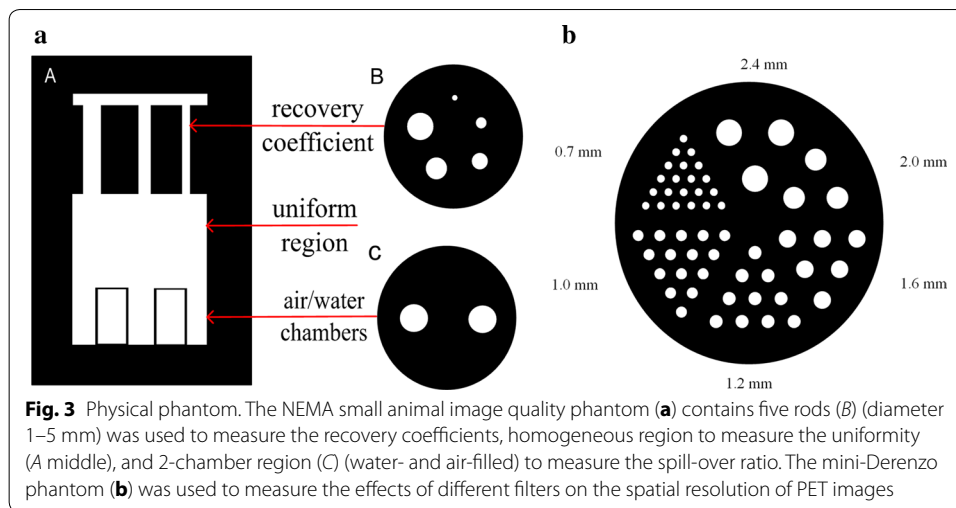 a
b
A
B
C
recovery
coefficient
uniform
region
air/water
chambers
2.4 mm
0.7 mm
2.0 mm
1.0 mm
1.6 mm
1.2 mm
Fig. 3 Physical phantom. The NEMA small animal image quality phantom (a) contains five rods (B) (diameter
1–5 mm) was used to measure the recovery coefficients, homogeneous region to measure the uniformity
(A middle), and 2-chamber region (C) (water- and air-filled) to measure the spill-over ratio. The mini-Derenzo
phantom (b) was used to measure the effects of different filters on the spatial resolution of PET images